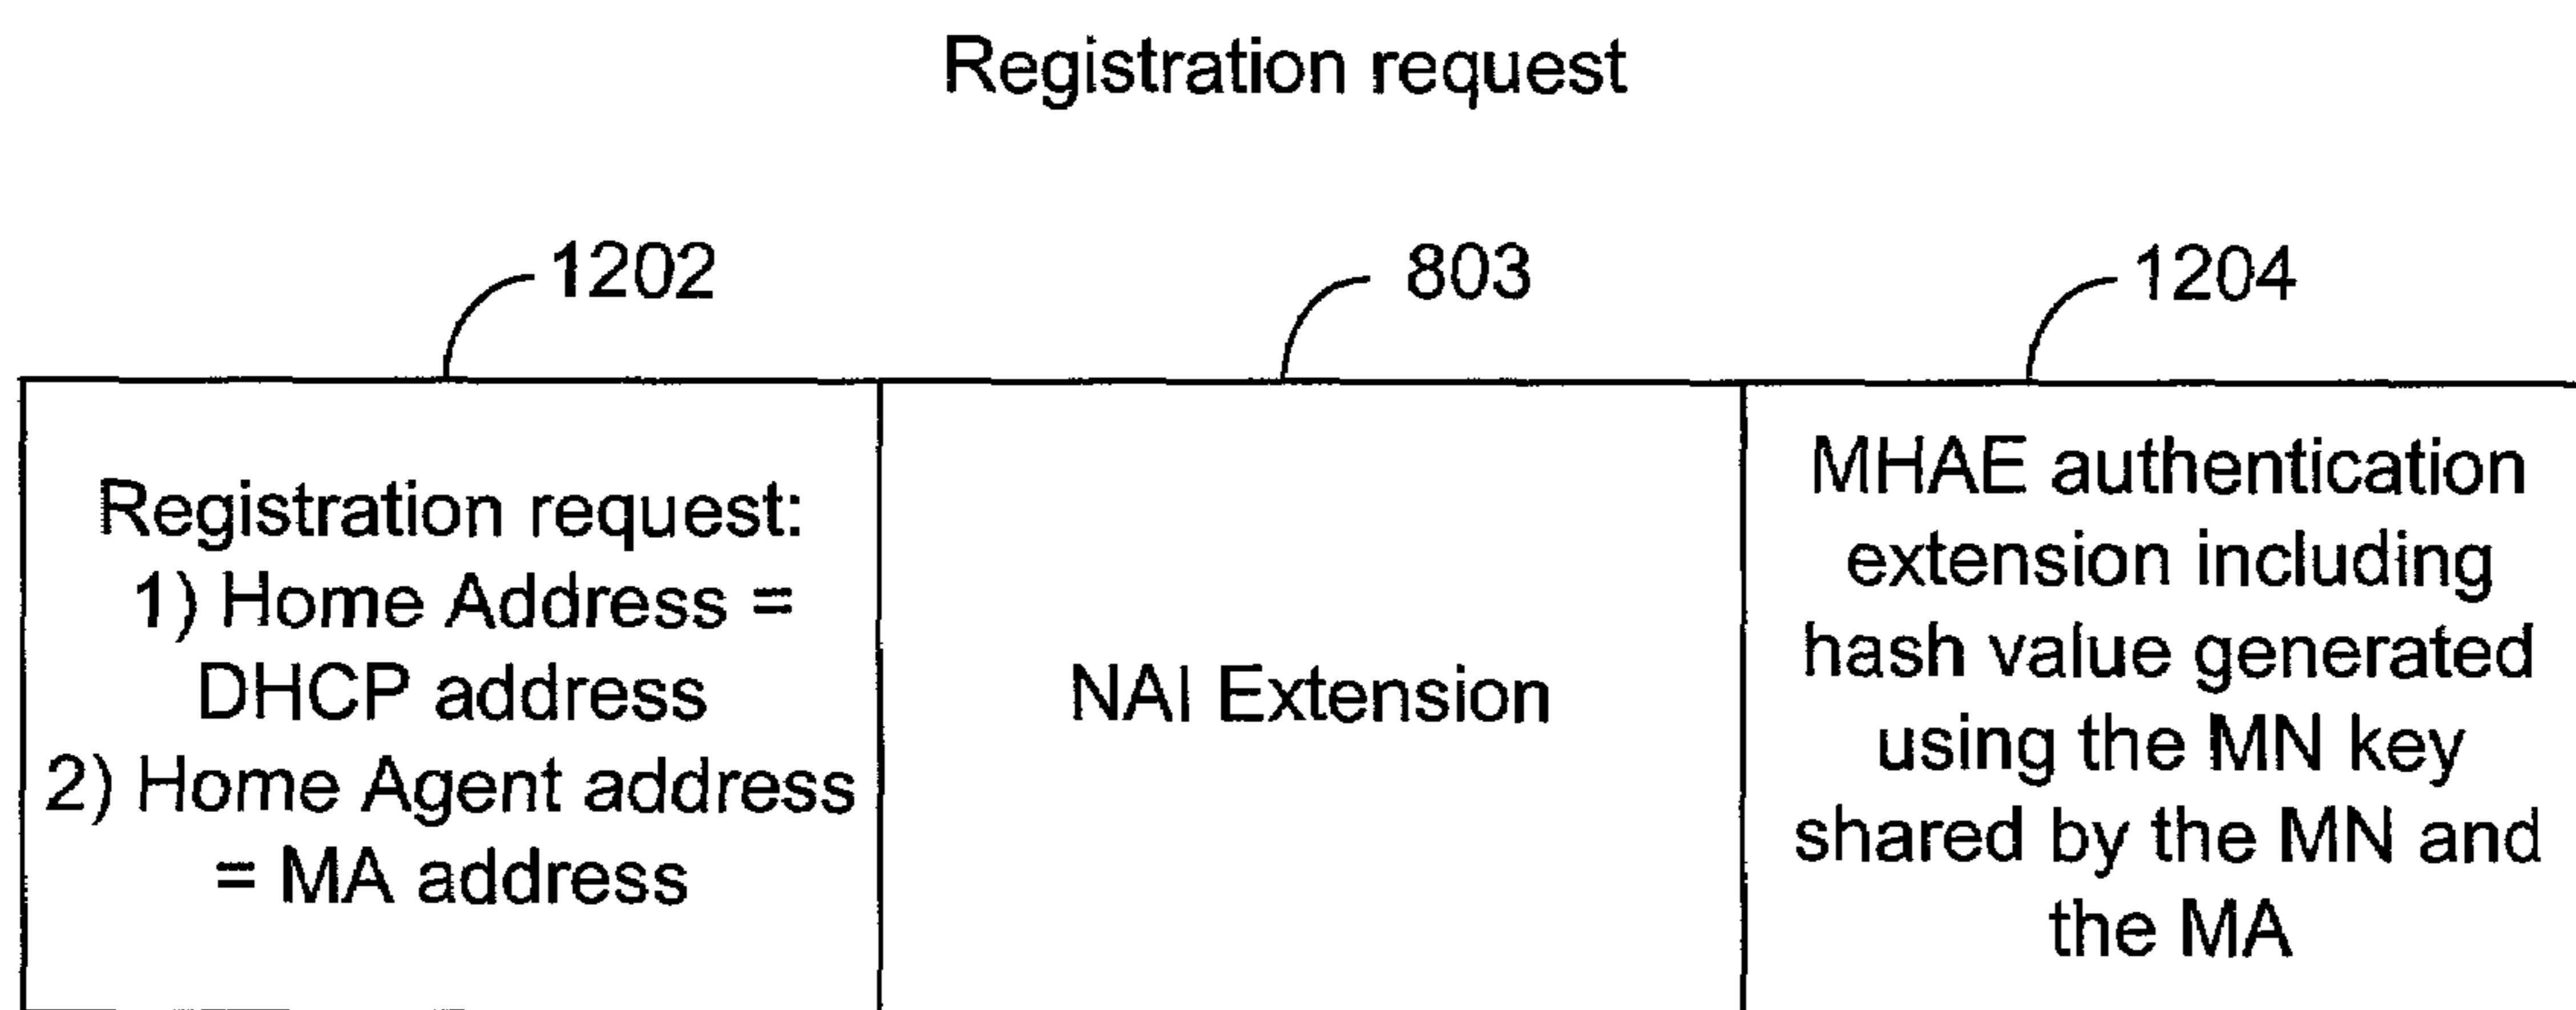 Registration request
1202
803
1204
Registration request:
1) Home Address =
DHCP address
2) Home Agent address
= MA address
NAI Extension
MHAE authentication
extension including
hash value generated
using the MN key
shared by the MN and
the MA